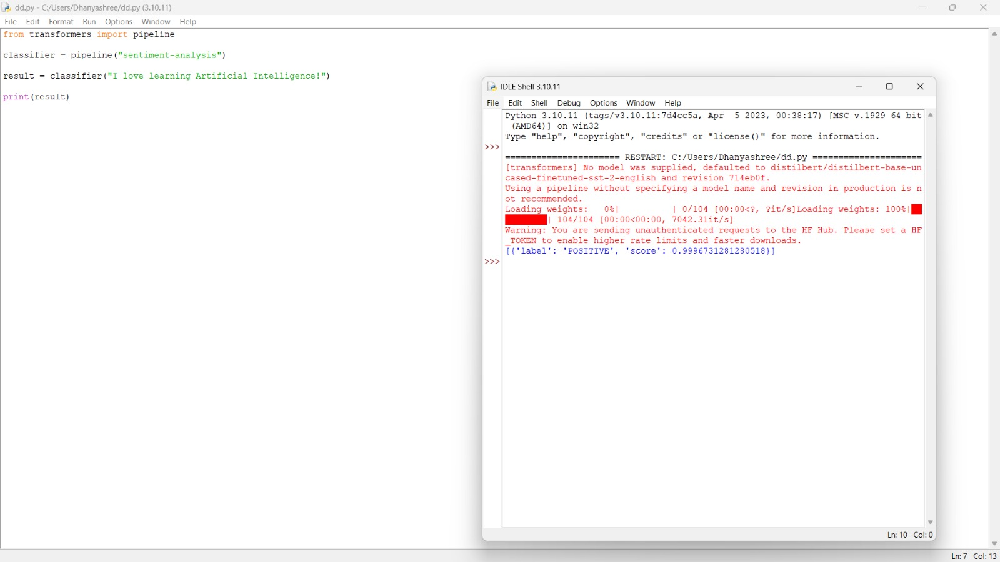 dd.py - C:/Users/Dhanyashree/dd.py (3.10.11)
File Edit Format Run Options Window Help
from transformers import pipeline
classifier = pipeline("sentiment-analysis")
result = classifier("I love learning Artificial Intelligence!")
print(result)
IDLE Shell 3.10.11
File Edit Shell Debug Options Window Help
Python 3.10.11 (tags/v3.10.11:7d4cc5a, Apr  5 2023, 00:38:17) [MSC v.1929 64 bit
(AMD64)] on win32
Type "help", "copyright", "credits" or "license()" for more information.
>>>
===================== RESTART: C:/Users/Dhanyashree/dd.py =====================
[transformers] No model was supplied, defaulted to distilbert/distilbert-base-un
cased-finetuned-sst-2-english and revision 714eb0f.
Using a pipeline without specifying a model name and revision in production is n
ot recommended.
Loading weights:   0%|          | 0/104 [00:00<?, ?it/s]Loading weights: 100%|██
████████| 104/104 [00:00<00:00, 7042.31it/s]
Warning: You are sending unauthenticated requests to the HF Hub. Please set a HF
_TOKEN to enable higher rate limits and faster downloads.
[{'label': 'POSITIVE', 'score': 0.9996731281280518}]
>>>
Ln: 10 Col: 0
Ln: 7 Col: 13